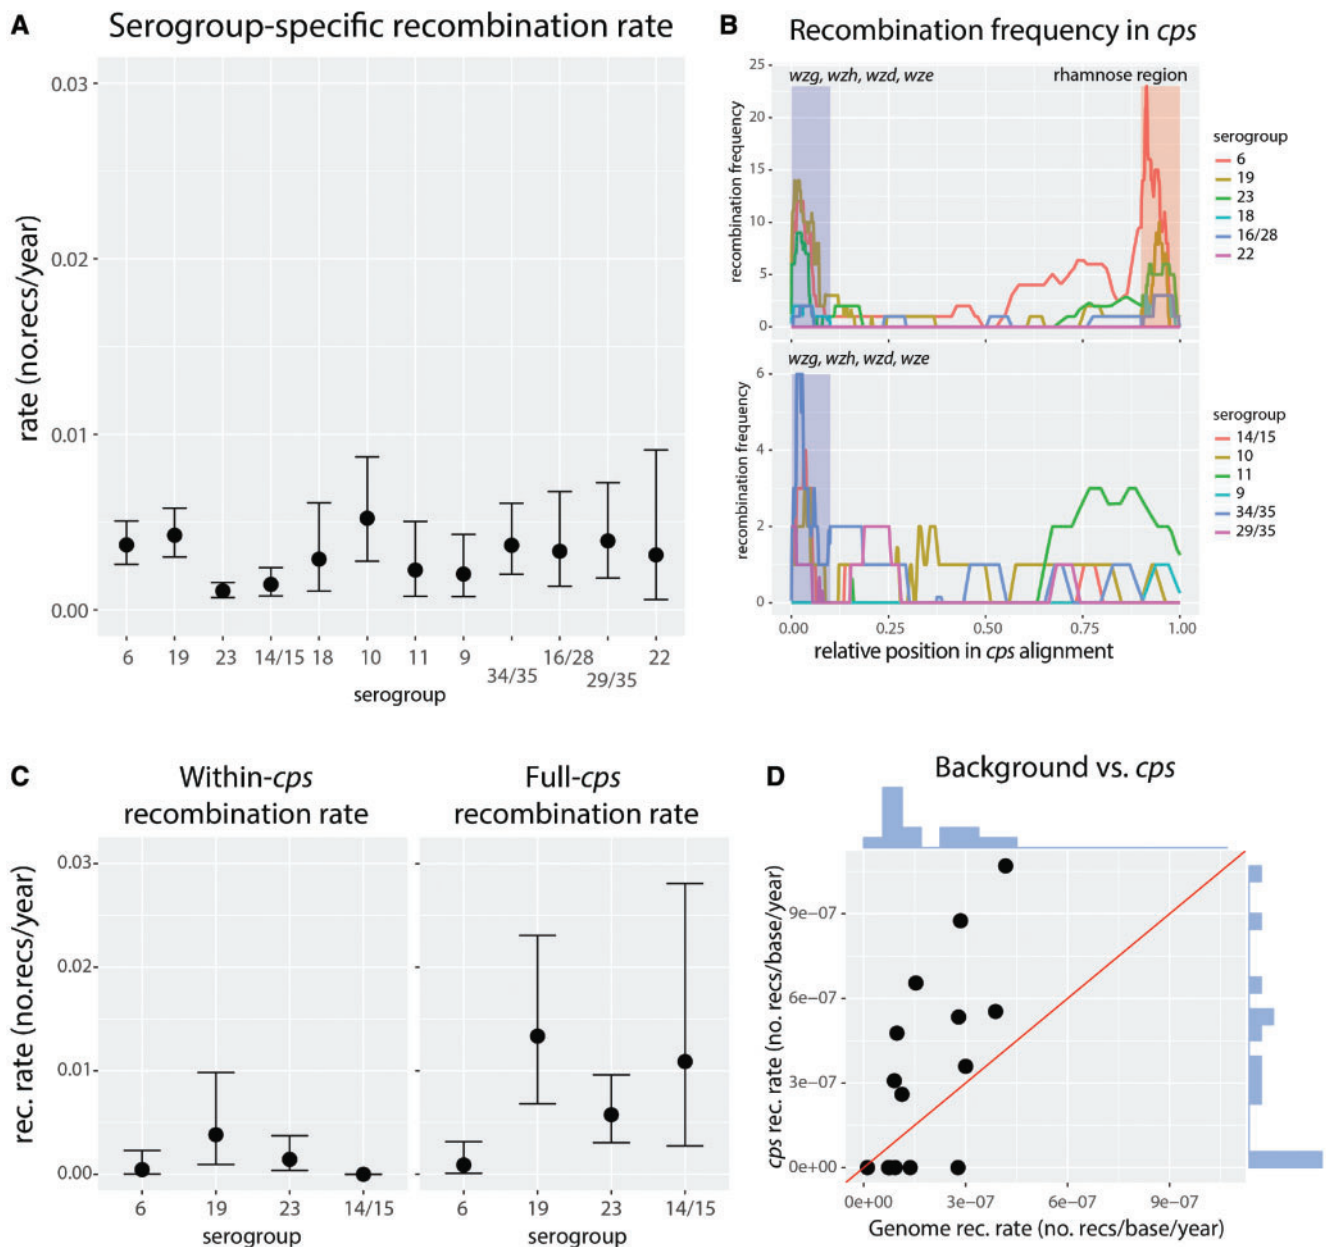 A
Serogroup-specific recombination rate
rate (no.recs/year)
0.03
0.02
0.01
0.00
6 19 23 14/15 18 10 11 9 34/35 16/28 29/35 22
serogroup
B
Recombination frequency in cps
recombination frequency
25
20
15
10
5
0
wzg, wzh, wzd, wze
rhamnose region
serogroup
6
19
23
18
16/28
22
recombination frequency
6
4
2
0
wzg, wzh, wzd, wze
serogroup
14/15
10
11
9
34/35
29/35
0.00 0.25 0.50 0.75 1.00
relative position in cps alignment
C
Within-cps
recombination rate
Full-cps
recombination rate
rec. rate (no.recs/year)
0.03
0.02
0.01
0.00
6 19 23 14/15
serogroup
6 19 23 14/15
serogroup
D
Background vs. cps
cps rec. rate (no. recs/base/year)
9e−07
6e−07
3e−07
0e+00
0e+00 3e−07 6e−07 9e−07
Genome rec. rate (no. recs/base/year)